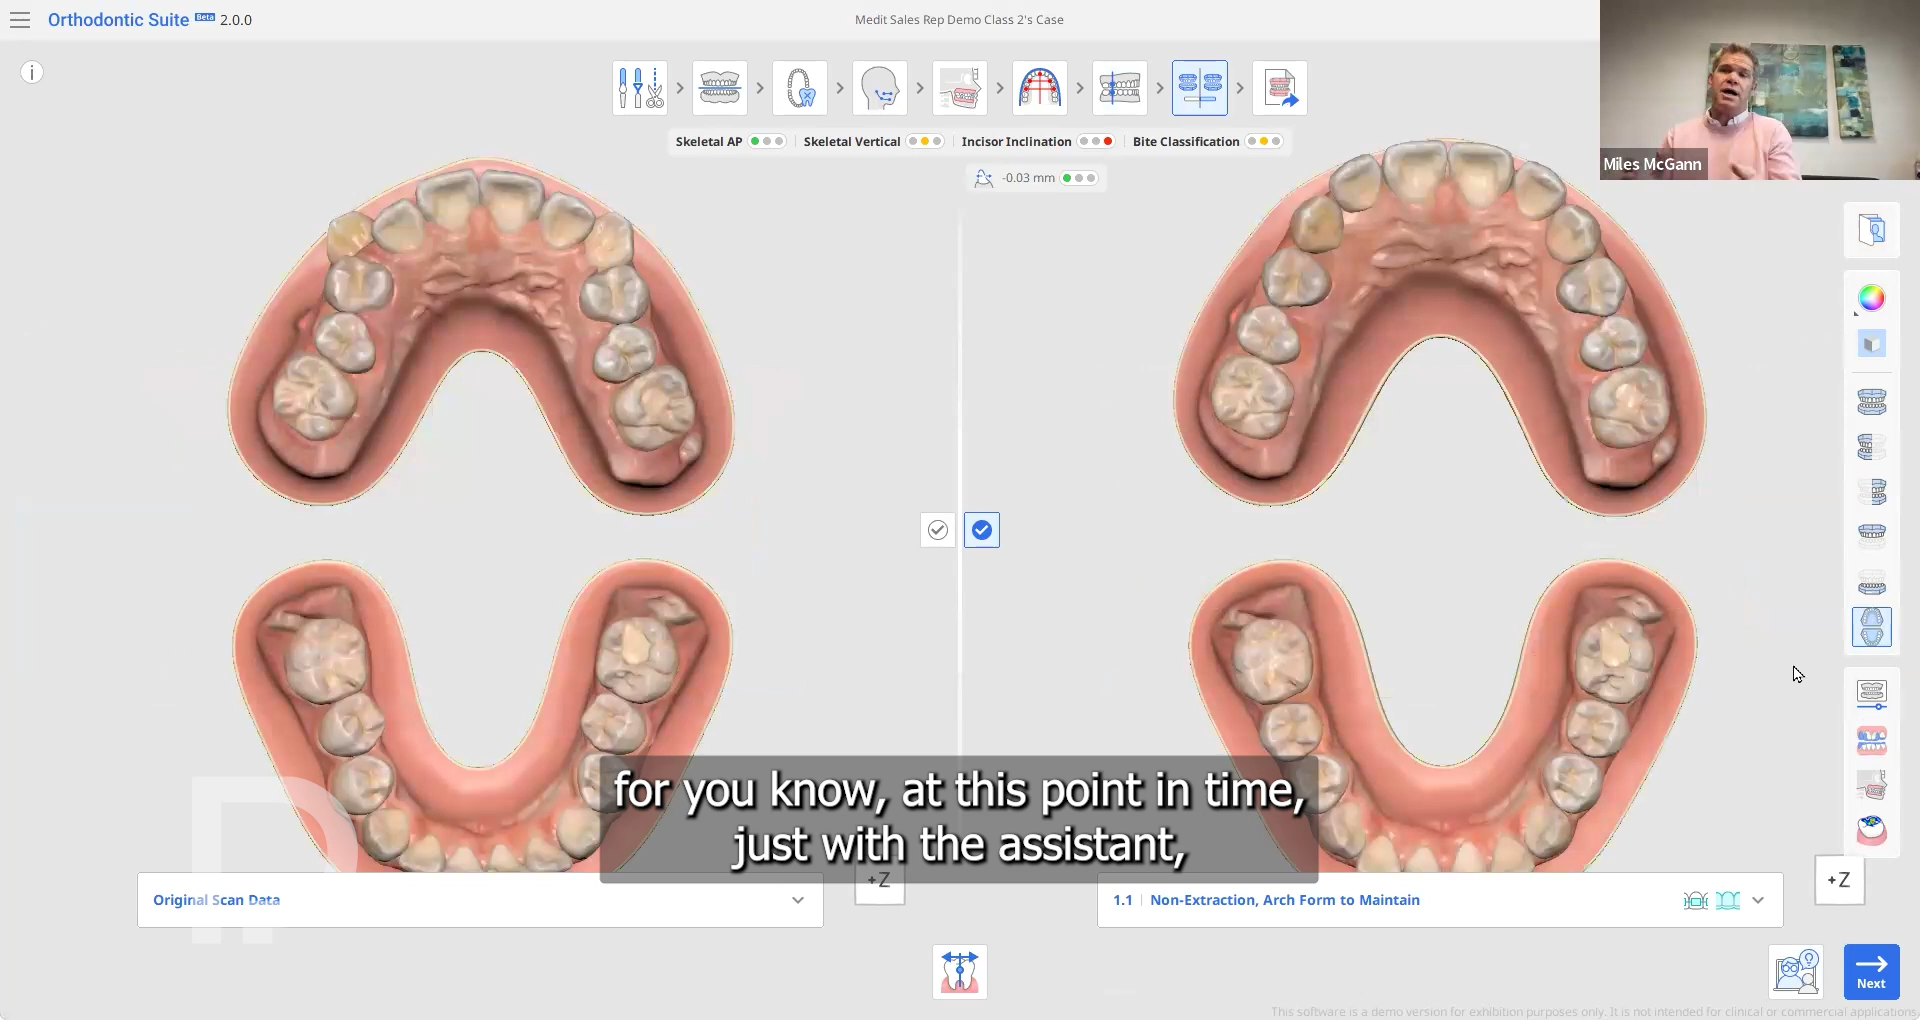 Orthodontic Suite Beta 2.0.0
Medit Sales Rep Demo Class 2's Case
Skeletal AP
Skeletal Vertical
Incisor Inclination
Bite Classification
-0.03 mm
Miles McGann
for you know, at this point in time,
just with the assistant,
+Z
+Z
Original Scan Data
1.1 Non-Extraction, Arch Form to Maintain
Next
This software is a demo version for exhibition purposes only. It is not intended for clinical or commercial applications